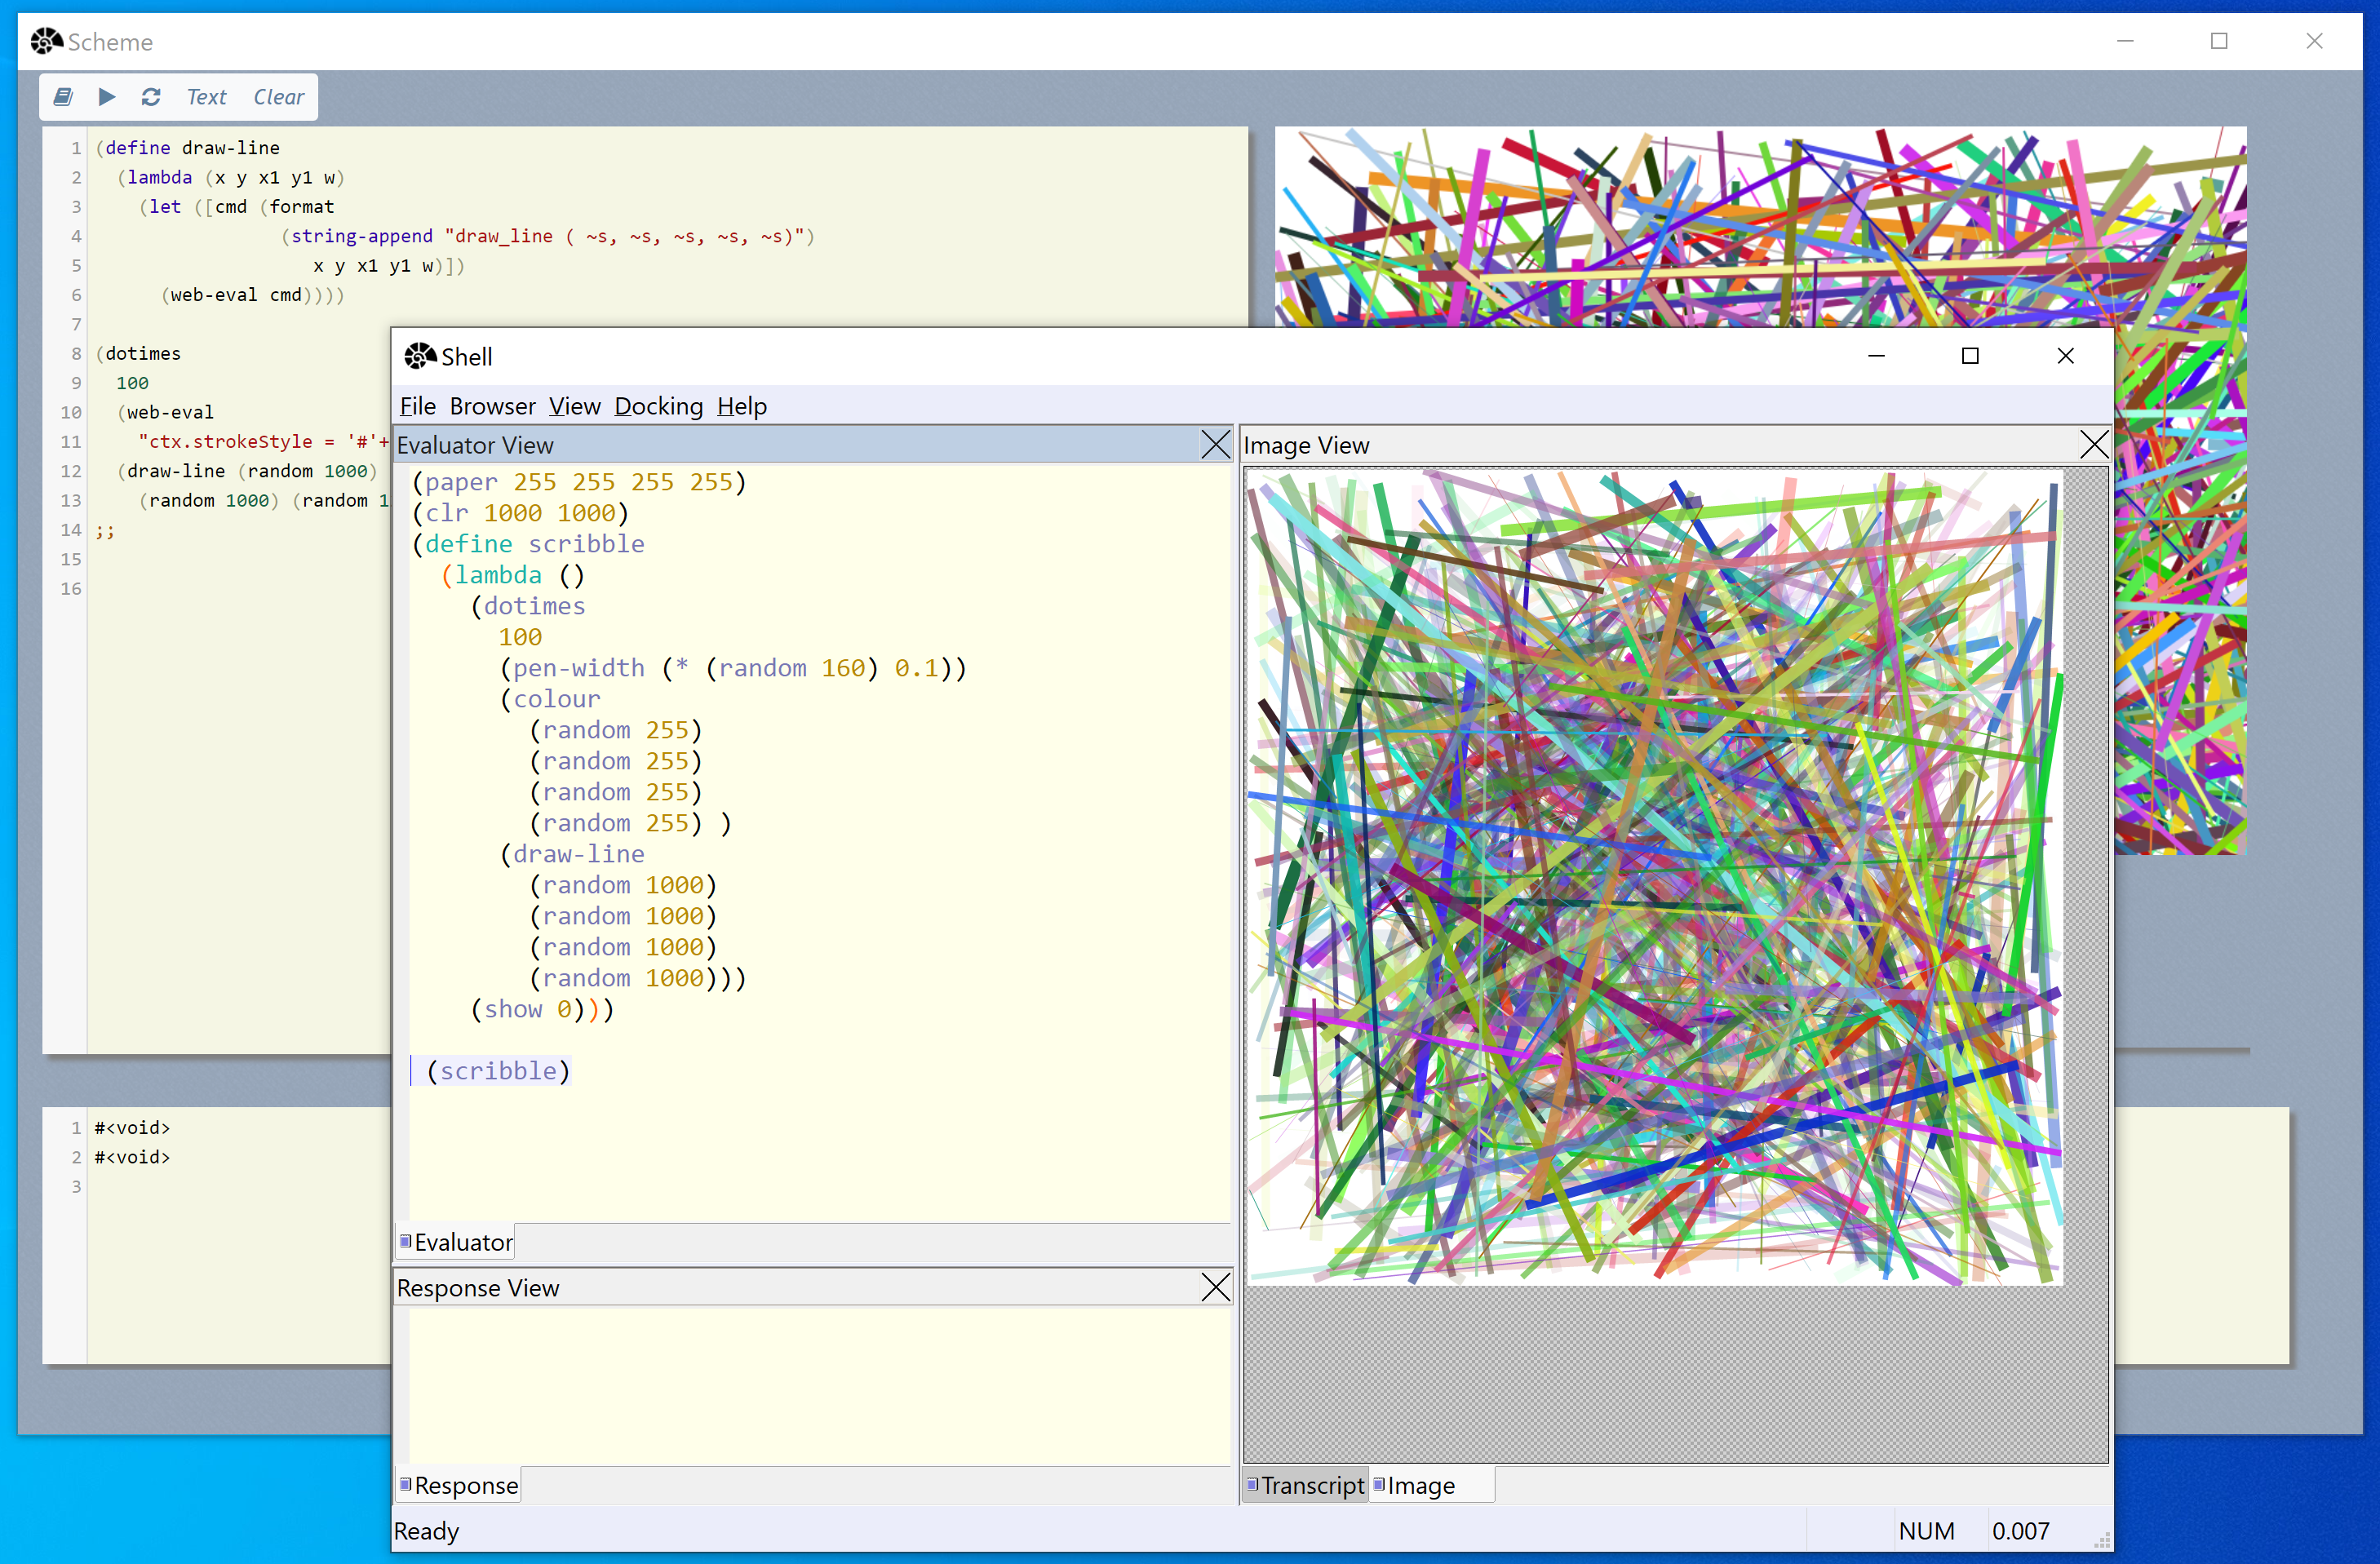 Scheme
Text Clear
1 (define draw-line
2 (lambda (x y x1 y1 w)
3 (let ([cmd (format
4 (string-append "draw_line ( ~s, ~s, ~s, ~s, ~s)")
5 x y x1 y1 w)])
6 (web-eval cmd))))
7
8 (dotimes
9 100
10 (web-eval
11 "ctx.strokeStyle = '#'+
12 (draw-line (random 1000)
13 (random 1000) (random 1
14 ;;
15
16
1 #<void>
2 #<void>
3
Shell
File Browser View Docking Help
Evaluator View
(paper 255 255 255 255)
(clr 1000 1000)
(define scribble
(lambda ()
(dotimes
100
(pen-width (* (random 160) 0.1))
(colour
(random 255)
(random 255)
(random 255)
(random 255) )
(draw-line
(random 1000)
(random 1000)
(random 1000)
(random 1000)))
(show 0)))
(scribble)
Evaluator
Response View
Response
Image View
Transcript Image
Ready NUM 0.007